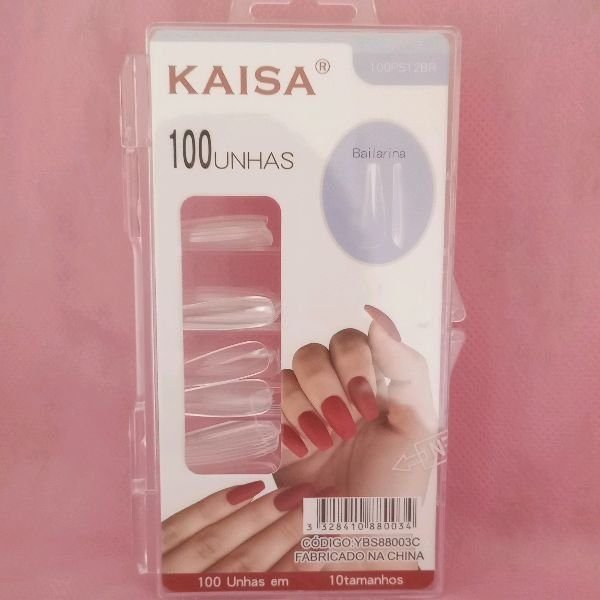 KAISA®
100PS12BR
100UNHAS
Bailarina
3 328410 880034
CÓDIGO:YBS88003C
FABRICADO NA CHINA
100 Unhas em 10tamanhos